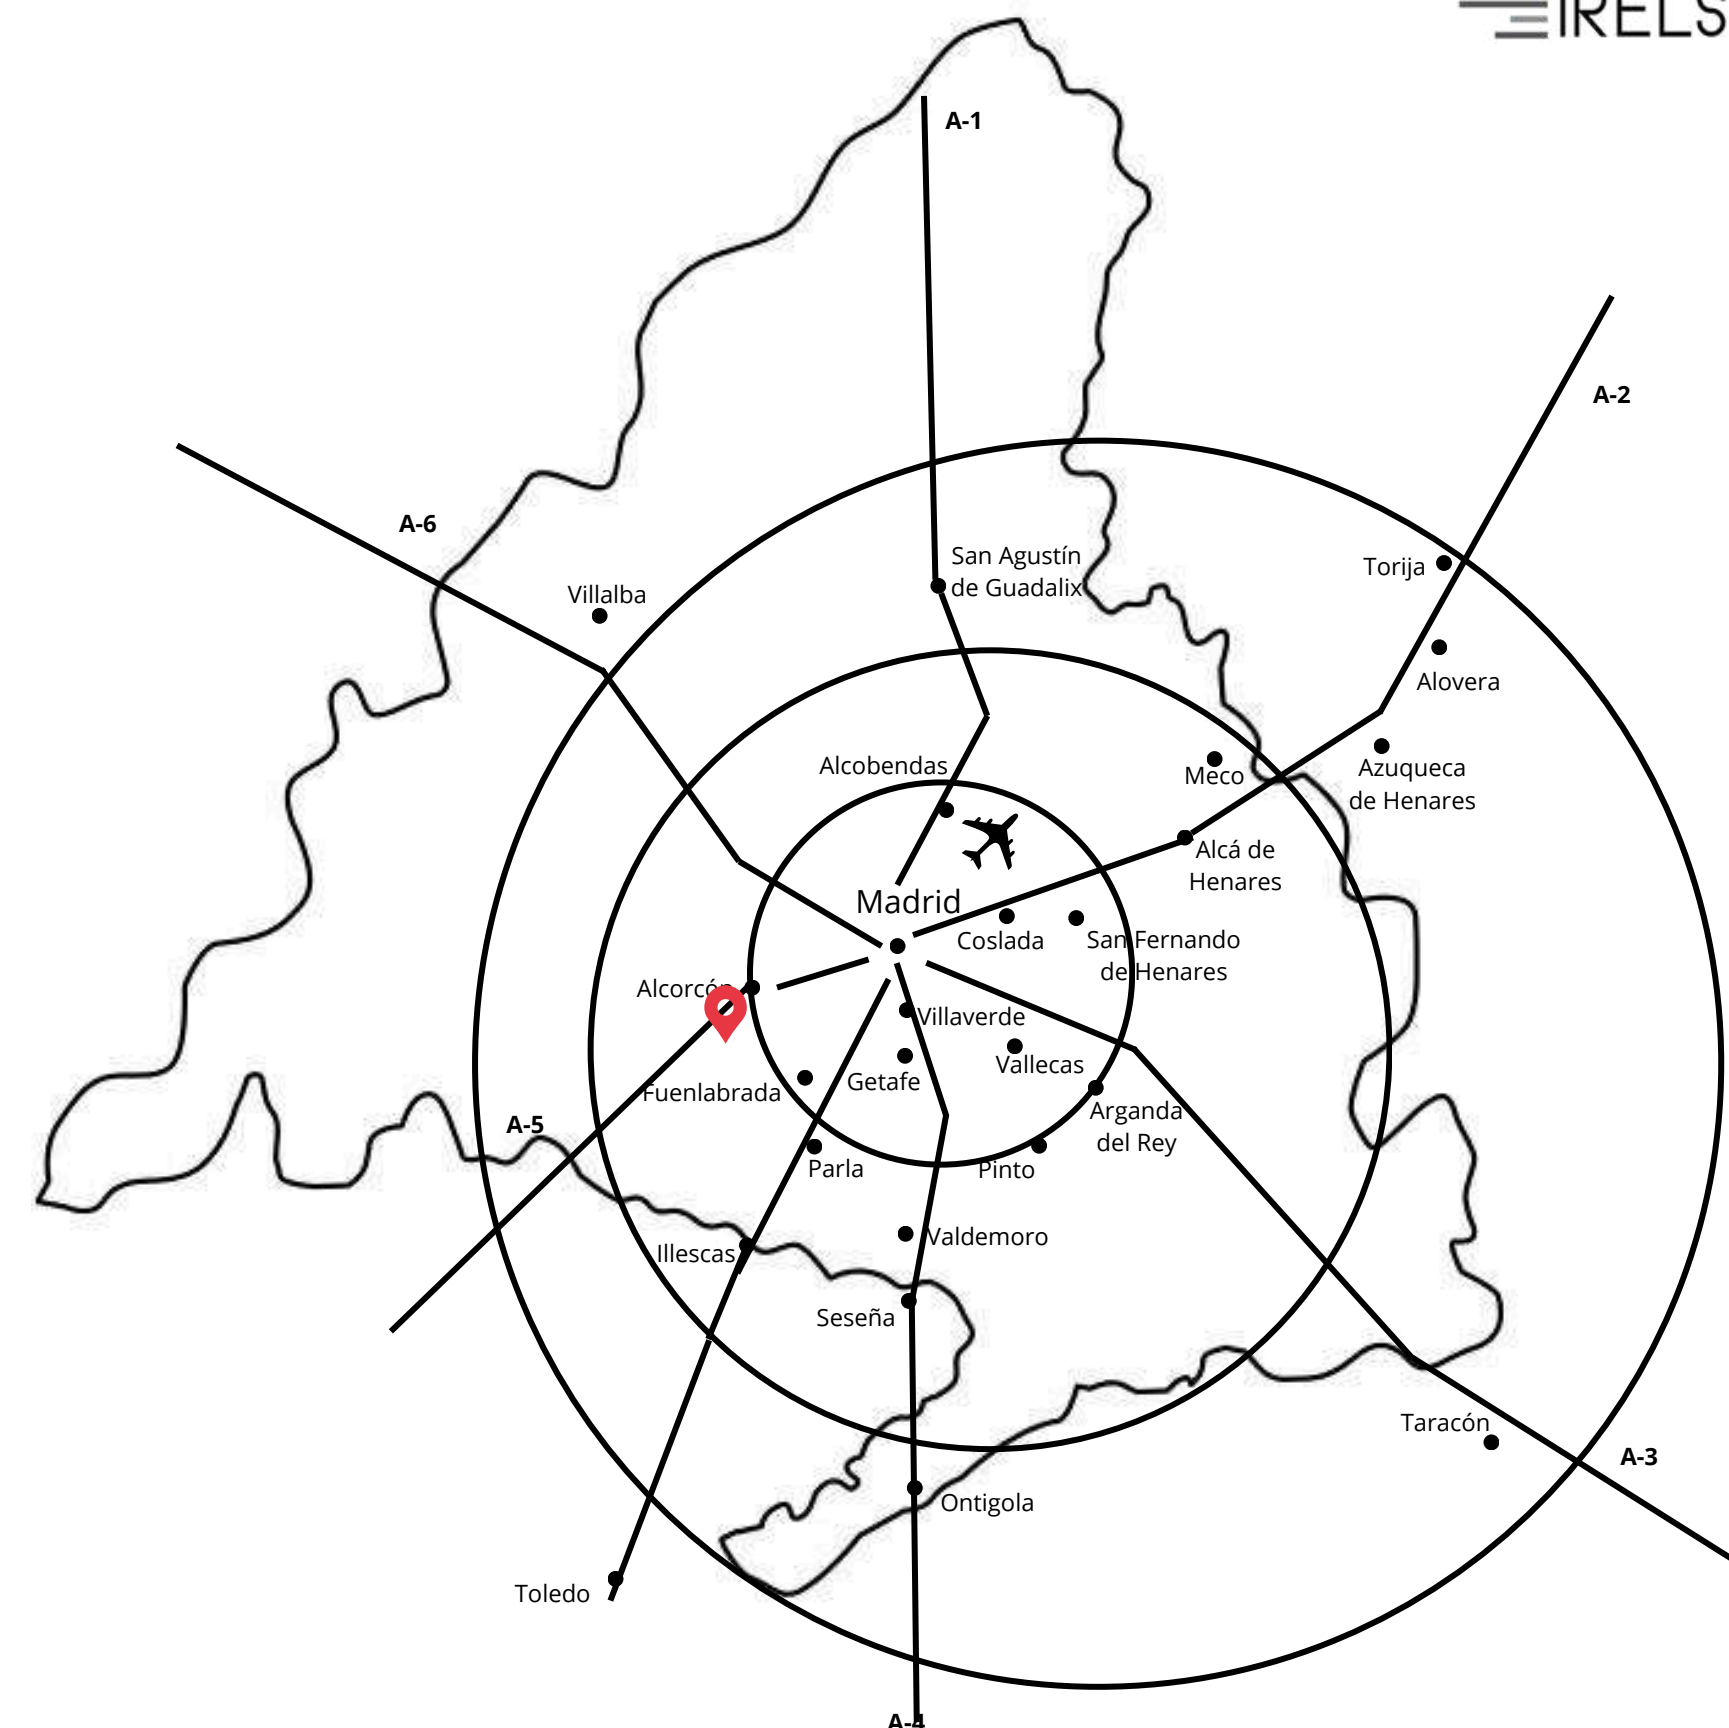 IRELS
A-1
A-2
A-6
San Agustín
de Guadalix
Torija
Villalba
Alovera
Alcobendas
Meco
Azuqueca
de Henares
Alcá de
Henares
Madrid
Coslada
San Fernando
de Henares
Alcorcón
Villaverde
Vallecas
Getafe
Fuenlabrada
Arganda
del Rey
A-5
Parla
Pinto
Valdemoro
Illescas
Seseña
Taracón
A-3
Ontigola
Toledo
A-4